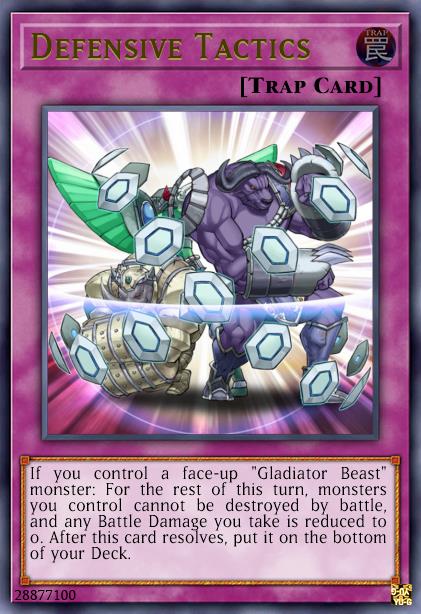 Defensive Tactics
TRAP
罠
[Trap Card]
If you control a face-up "Gladiator Beast"
monster: For the rest of this turn, monsters
you control cannot be destroyed by battle,
and any Battle Damage you take is reduced to
0. After this card resolves, put it on the bottom
of your Deck.
28877100